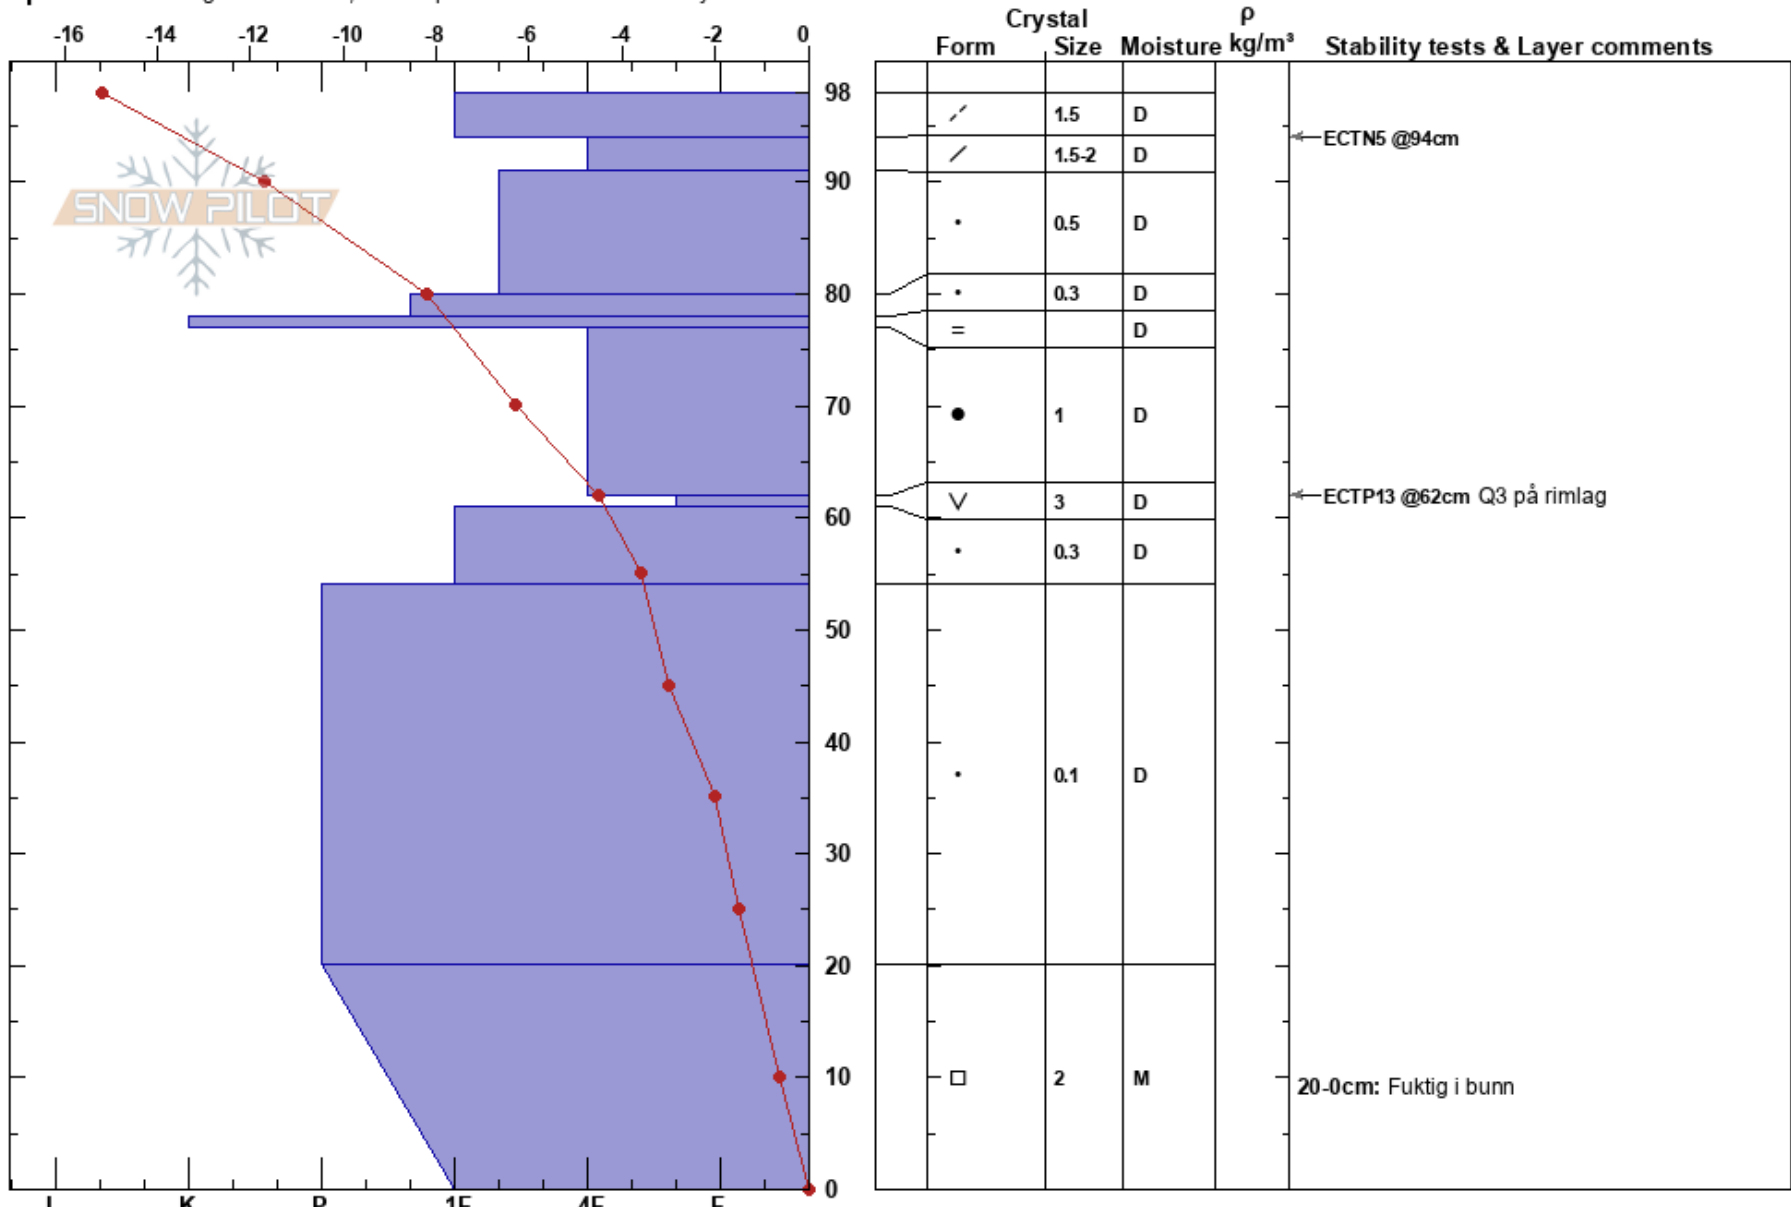 -16 -14 -12 -10 -8 -6 -4 -2 0
Crystal ρ
Form Size Moisture kg/m³ Stability tests & Layer comments
98
1.5 D
ECTN5 @94cm
1.5-2 D
90
SNOW PILOT
0.5 D
80
0.3 D
= D
70
1 D
ECTP13 @62cm Q3 på rimlag
3 D
60
0.3 D
50
40
0.1 D
30
20
10
2 M
20-0cm: Fuktig i bunn
0
I K P 1F 4F F